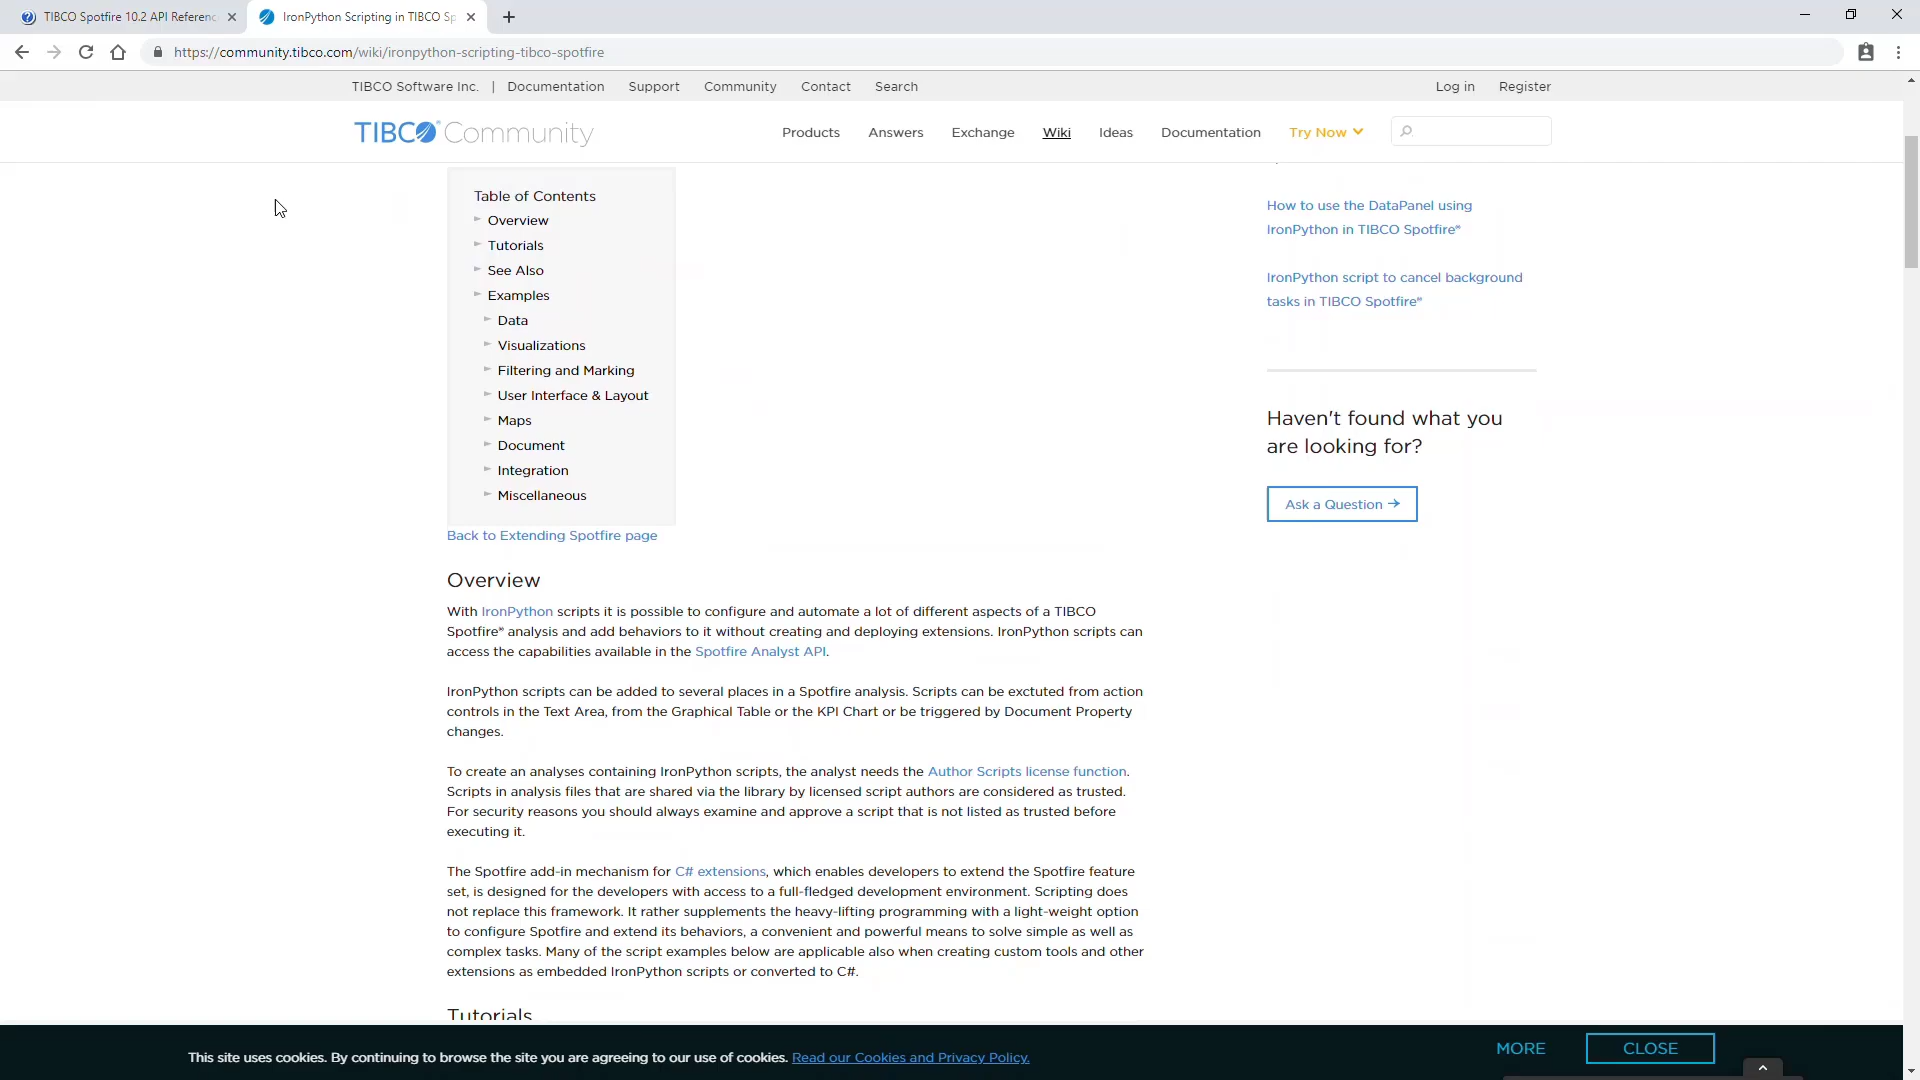 TIBCO Spotfire 10.2 API Referenc
IronPython Scripting in TIBCO Sp
https://community.tibco.com/wiki/ironpython-scripting-tibco-spotfire
TIBCO Software Inc. | Documentation Support Community Contact Search Log in Register
TIBCO® Community
Products Answers Exchange Wiki Ideas Documentation Try Now
Table of Contents
Overview
Tutorials
See Also
Examples
Data
Visualizations
Filtering and Marking
User Interface & Layout
Maps
Document
Integration
Miscellaneous
Back to Extending Spotfire page
How to use the DataPanel using
IronPython in TIBCO Spotfire®
IronPython script to cancel background
tasks in TIBCO Spotfire®
Haven't found what you
are looking for?
Ask a Question →
Overview
With IronPython scripts it is possible to configure and automate a lot of different aspects of a TIBCO
Spotfire® analysis and add behaviors to it without creating and deploying extensions. IronPython scripts can
access the capabilities available in the Spotfire Analyst API.
IronPython scripts can be added to several places in a Spotfire analysis. Scripts can be exctuted from action
controls in the Text Area, from the Graphical Table or the KPI Chart or be triggered by Document Property
changes.
To create an analyses containing IronPython scripts, the analyst needs the Author Scripts license function.
Scripts in analysis files that are shared via the library by licensed script authors are considered as trusted.
For security reasons you should always examine and approve a script that is not listed as trusted before
executing it.
The Spotfire add-in mechanism for C# extensions, which enables developers to extend the Spotfire feature
set, is designed for the developers with access to a full-fledged development environment. Scripting does
not replace this framework. It rather supplements the heavy-lifting programming with a light-weight option
to configure Spotfire and extend its behaviors, a convenient and powerful means to solve simple as well as
complex tasks. Many of the script examples below are applicable also when creating custom tools and other
extensions as embedded IronPython scripts or converted to C#.
Tutorials
This site uses cookies. By continuing to browse the site you are agreeing to our use of cookies. Read our Cookies and Privacy Policy.
MORE CLOSE